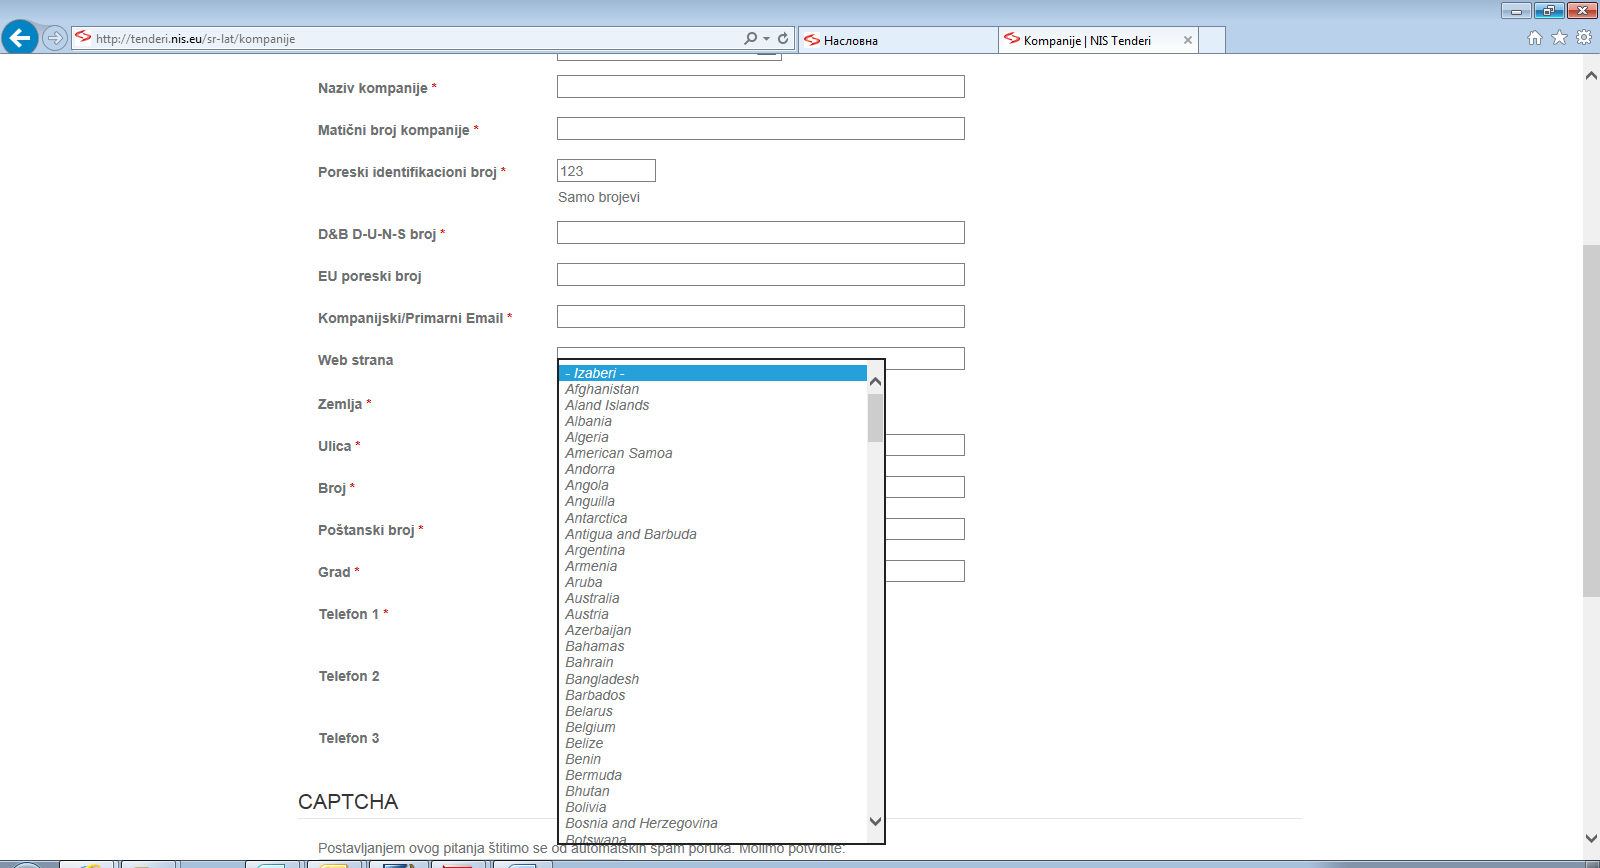 http://tenderi.nis.eu/sr-lat/kompanije
Насловна
Kompanije | NIS Tenderi
Naziv kompanije *
Matični broj kompanije *
Poreski identifikacioni broj *
123
Samo brojevi
D&B D-U-N-S broj *
EU poreski broj
Kompanijski/Primarni Email *
Web strana
Zemlja *
Ulica *
Broj *
Poštanski broj *
Grad *
Telefon 1 *
Telefon 2
Telefon 3
- Izaberi -
Afghanistan
Aland Islands
Albania
Algeria
American Samoa
Andorra
Angola
Anguilla
Antarctica
Antigua and Barbuda
Argentina
Armenia
Aruba
Australia
Austria
Azerbaijan
Bahamas
Bahrain
Bangladesh
Barbados
Belarus
Belgium
Belize
Benin
Bermuda
Bhutan
Bolivia
Bosnia and Herzegovina
Botswana
CAPTCHA
Postavljanjem ovog pitanja štitimo se od automatskih spam poruka. Molimo potvrdite: